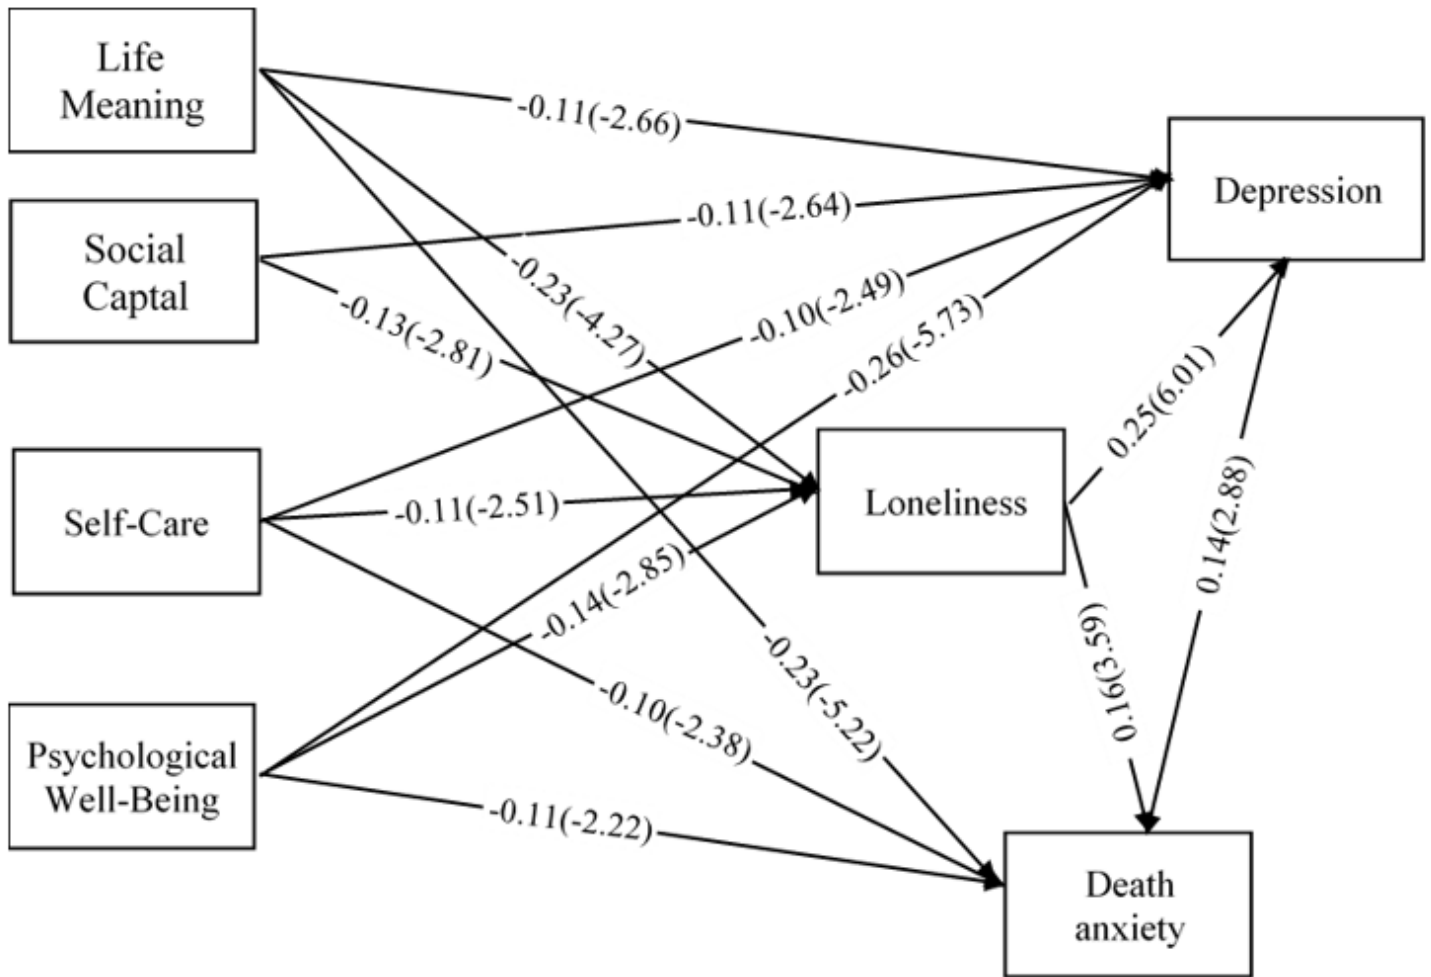 Life
Meaning
-0.11(-2.66)
Depression
Social
Captal
-0.11(-2.64)
-0.23(-4.27)
-0.13(-2.81)
-0.10(-2.49)
-0.26(-5.73)
0.25(6.01)
Self-Care
-0.11(-2.51)
Loneliness
0.14(2.88)
-0.14(-2.85)
0.16(3.59)
-0.23(-5.22)
-0.10(-2.38)
Psychological
Well-Being
-0.11(-2.22)
Death
anxiety